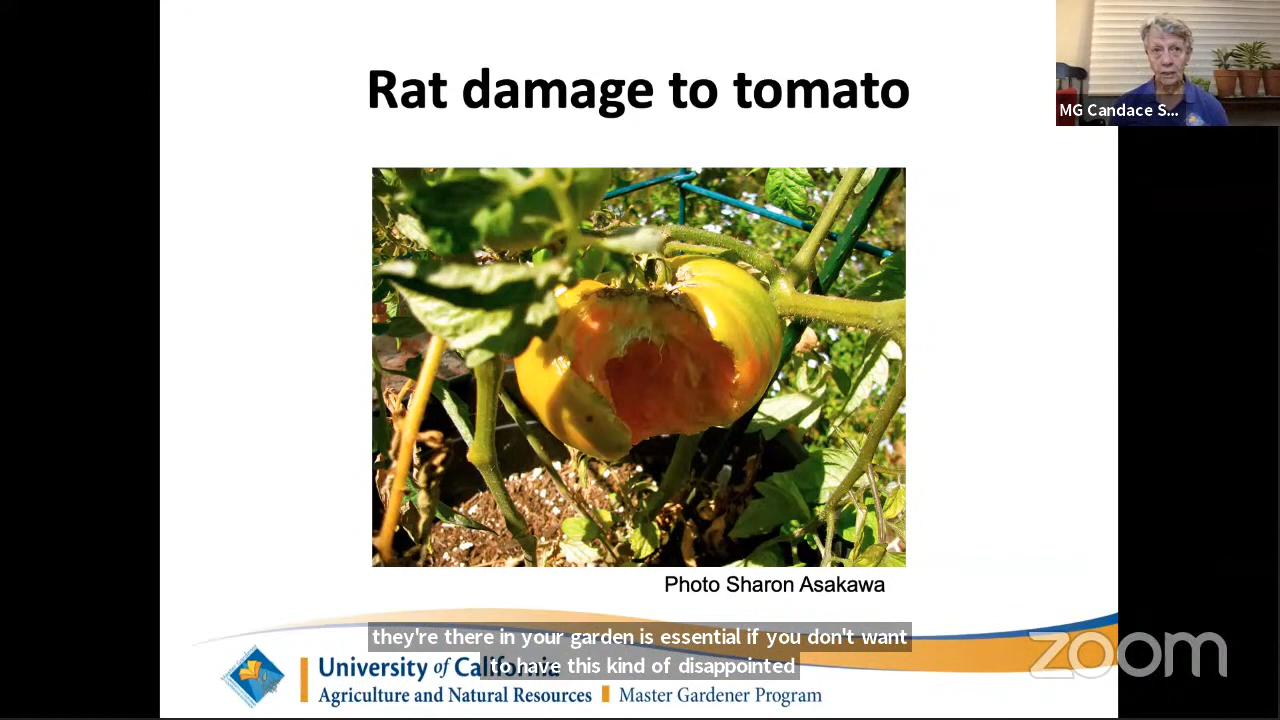 Rat damage to tomato
MG Candace S...
Photo Sharon Asakawa
they're there in your garden is essential if you don't want
to have this kind of disappointed
University of California
Agriculture and Natural Resources
Master Gardener Program
zoom